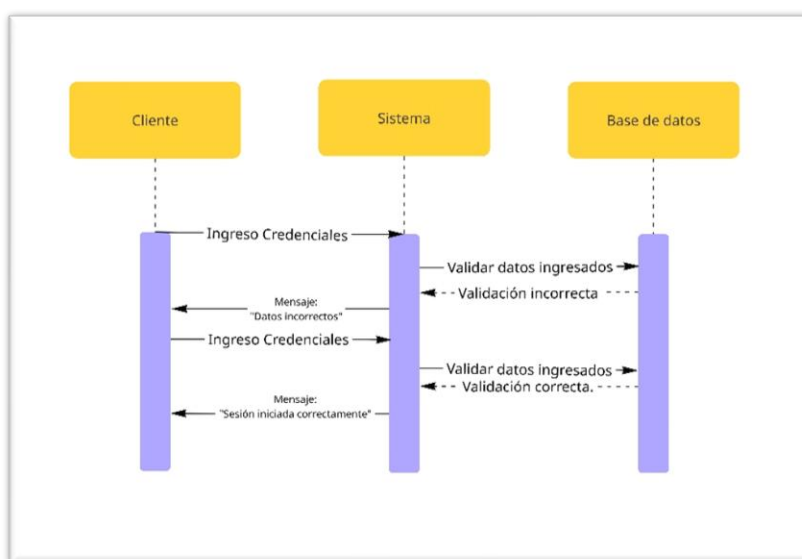 Cliente
Sistema
Base de datos
Ingreso Credenciales
Validar datos ingresados
Validación incorrecta
Mensaje:
"Datos incorrectos"
Ingreso Credenciales
Validar datos ingresados
Validación correcta.
Mensaje:
"Sesión iniciada correctamente"